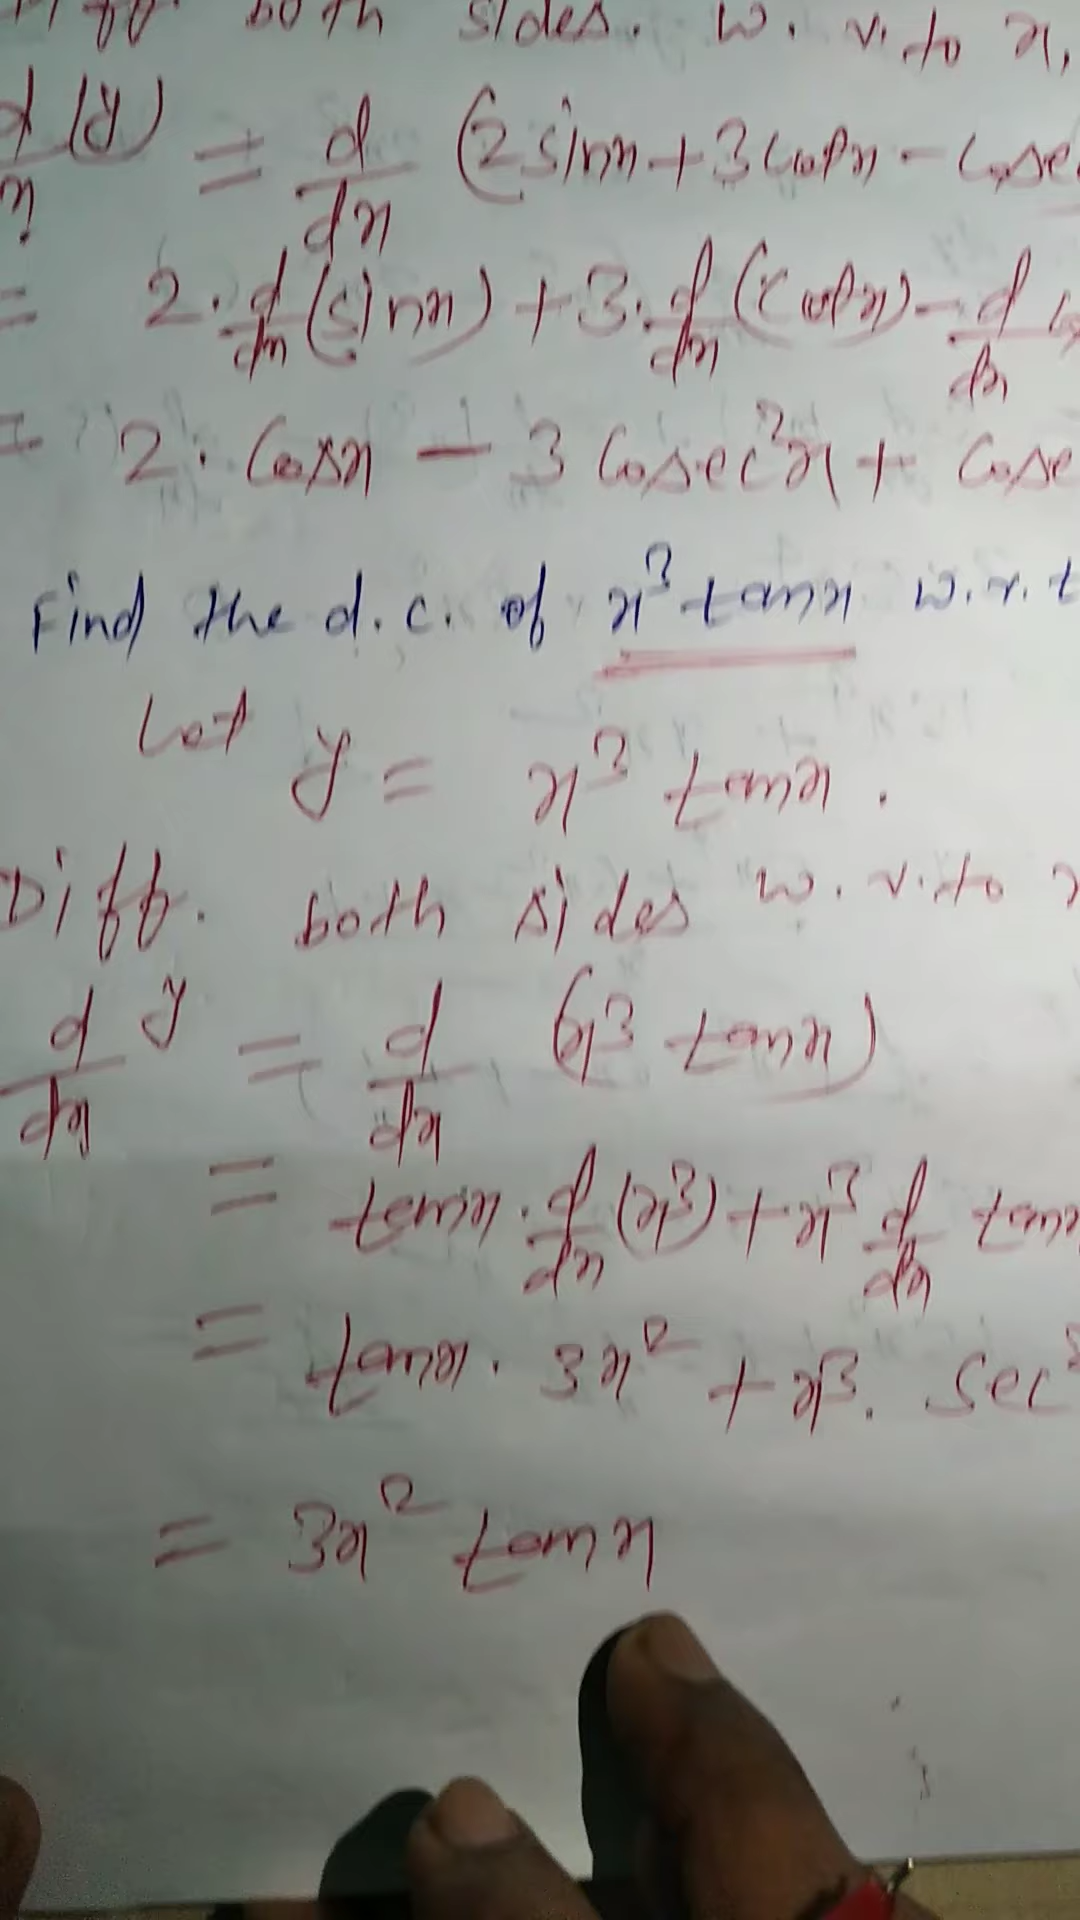 both sides. w. r. to x,
d/dx (y) = d/dx (2 sinx + 3 cotx - cose
= 2. d/dx (sinx) + 3. d/dx (cotx) - d/dx
= 2. Cosx - 3 Cosec²x + Cose
Find the d.c. of x³ tanx w.r.t
Let y = x³ tanx.
Diff. both sides w.r.to x
d/dx y = d/dx (x³ tanx)
= tanx. d/dx (x³) + x³ d/dx tanx
= tanx. 3x² + x³. Sec²
= 3x² tanx